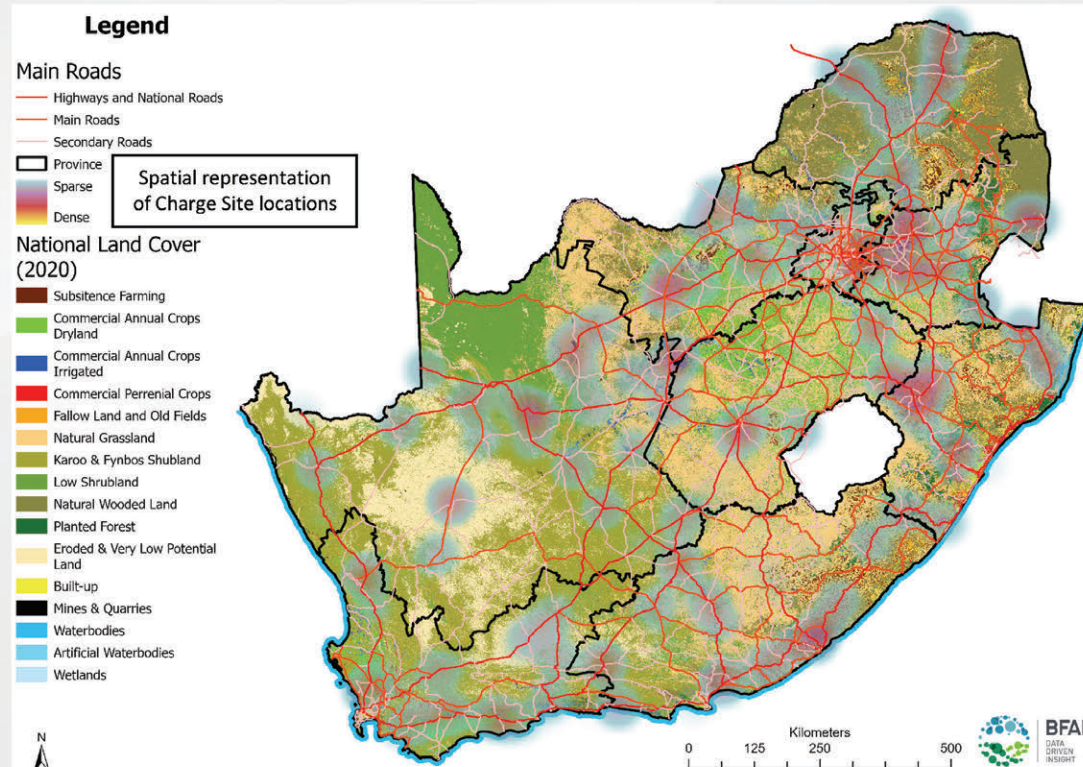 Legend
Main Roads
Highways and National Roads
Main Roads
Secondary Roads
Province
Sparse
Dense
Spatial representation
of Charge Site locations
National Land Cover
(2020)
Subsitence Farming
Commercial Annual Crops
Dryland
Commercial Annual Crops
Irrigated
Commercial Perrenial Crops
Fallow Land and Old Fields
Natural Grassland
Karoo & Fynbos Shubland
Low Shrubland
Natural Wooded Land
Planted Forest
Eroded & Very Low Potential
Land
Built-up
Mines & Quarries
Waterbodies
Artificial Waterbodies
Wetlands
N
Kilometers
0 125 250 500
DATA
DRIVEN
INSIGHT